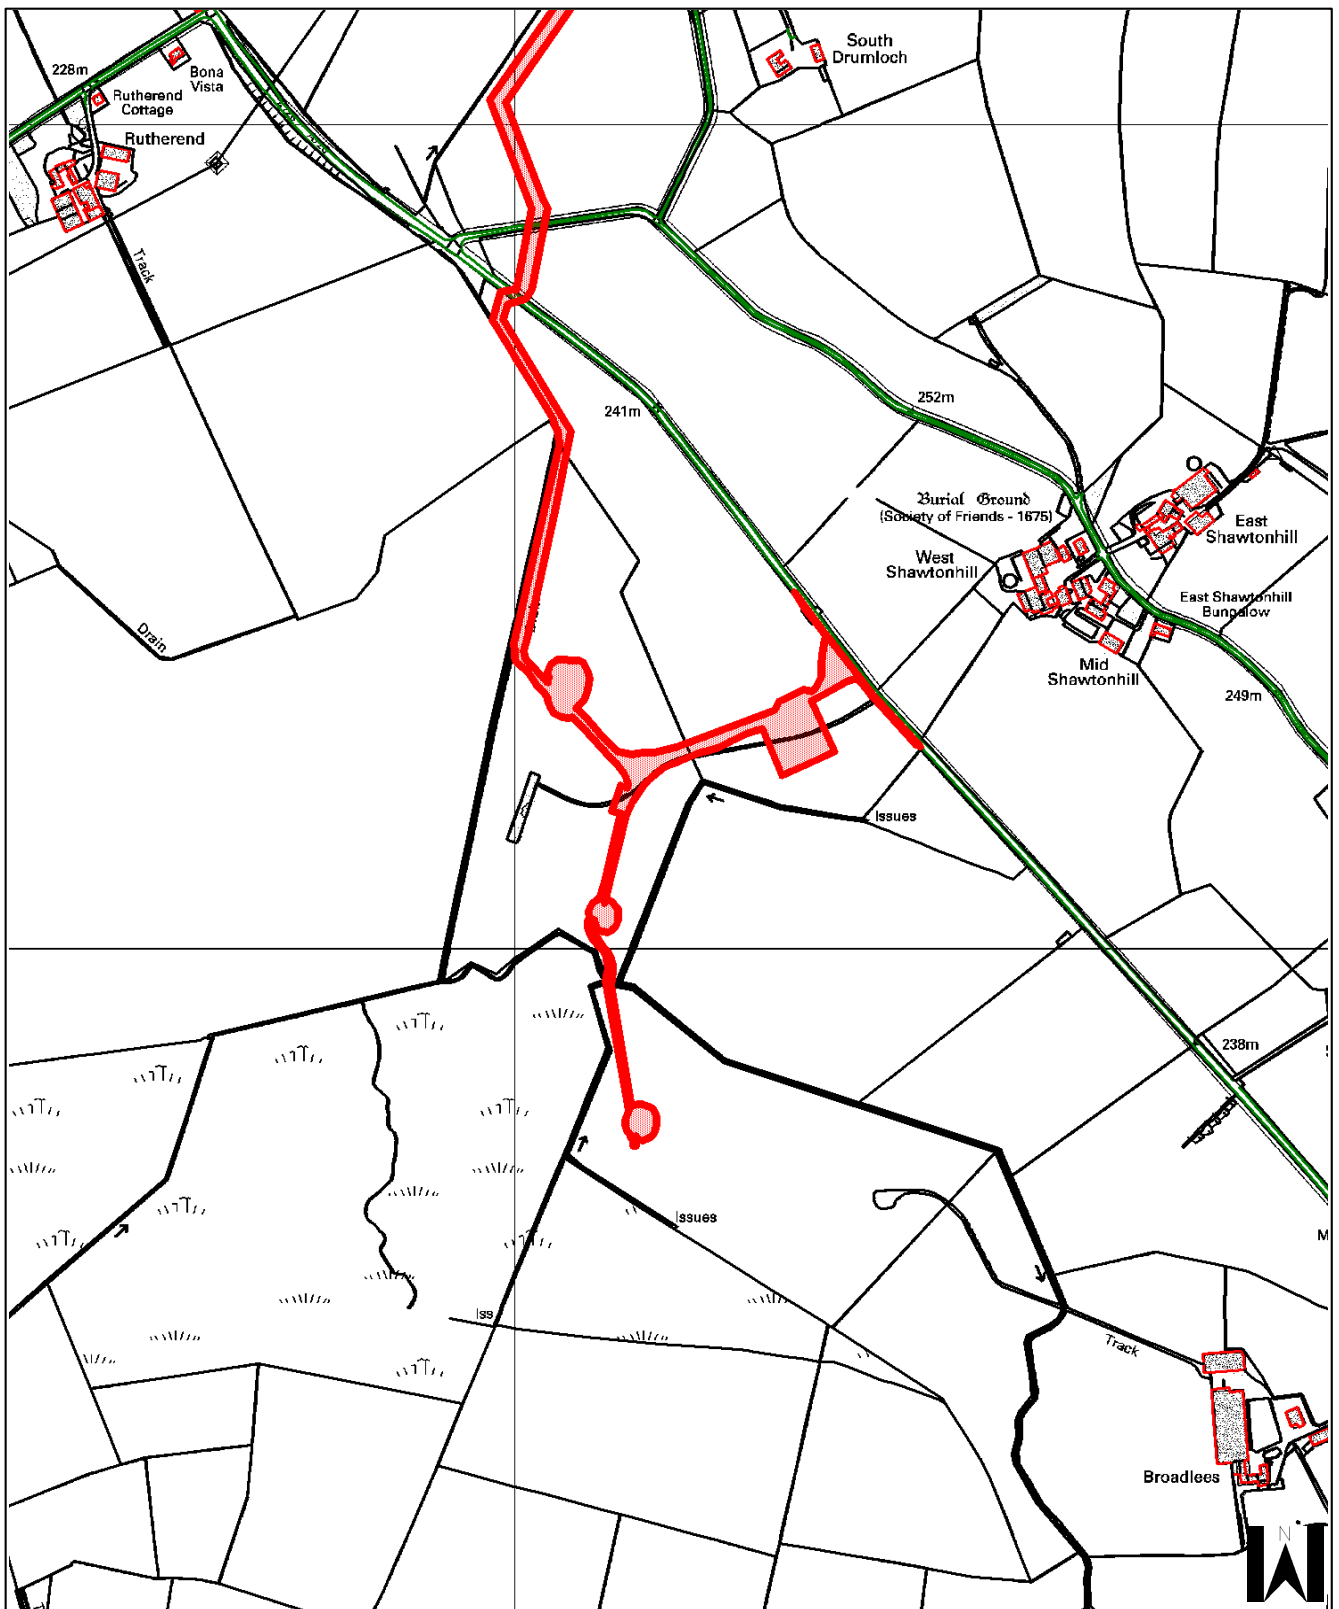 South
Drumloch
228m
Bona
Vista
Rutherend
Cottage
Rutherend
Track
252m
241m
Burial Ground
(Society of Friends - 1675)
East
Shawtonhill
West
Shawtonhill
East Shawtonhill
Bungalow
Drain
Mid
Shawtonhill
249m
Issues
238m
Issues
M
Iss
Track
Broadlees
N